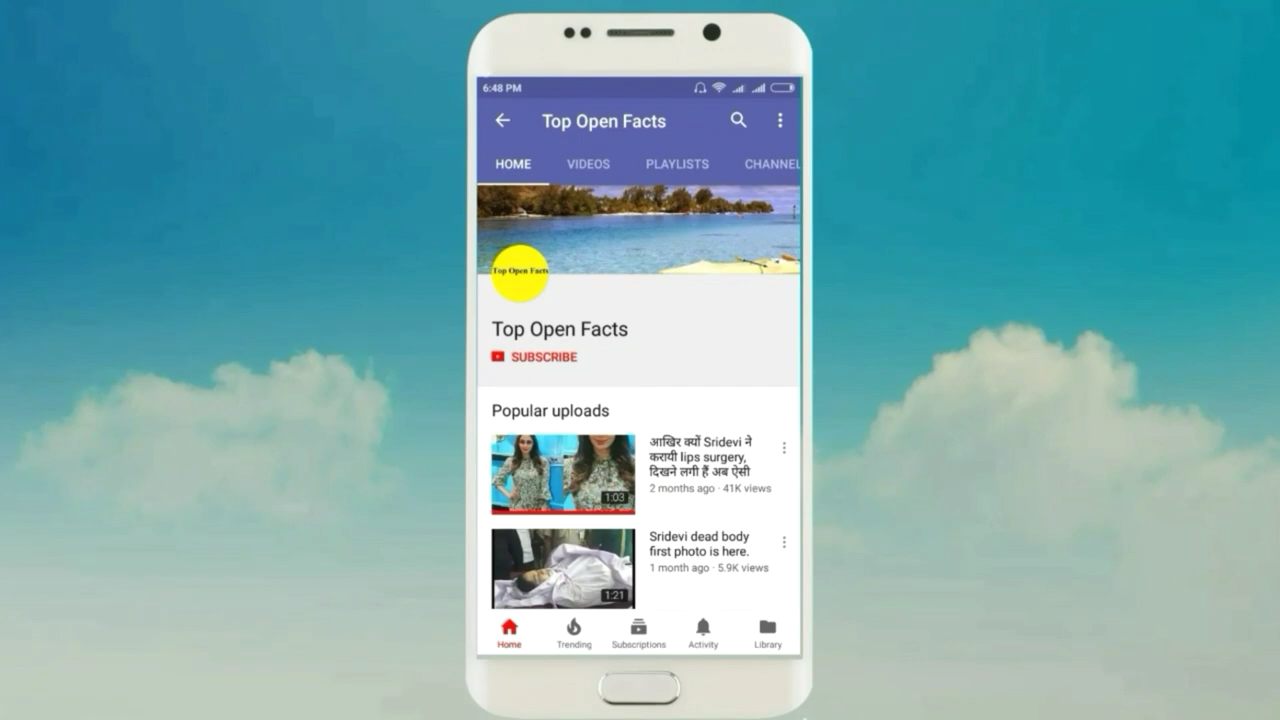 6:48 PM
Top Open Facts
HOME VIDEOS PLAYLISTS CHANNEL
Top Open Facts
Top Open Facts
SUBSCRIBE
Popular uploads
आखिर क्यों Sridevi ने
करायी lips surgery,
दिखने लगी हैं अब ऐसी
2 months ago · 41K views
1:03
Sridevi dead body
first photo is here.
1 month ago · 5.9K views
1:21
Home Trending Subscriptions Activity Library